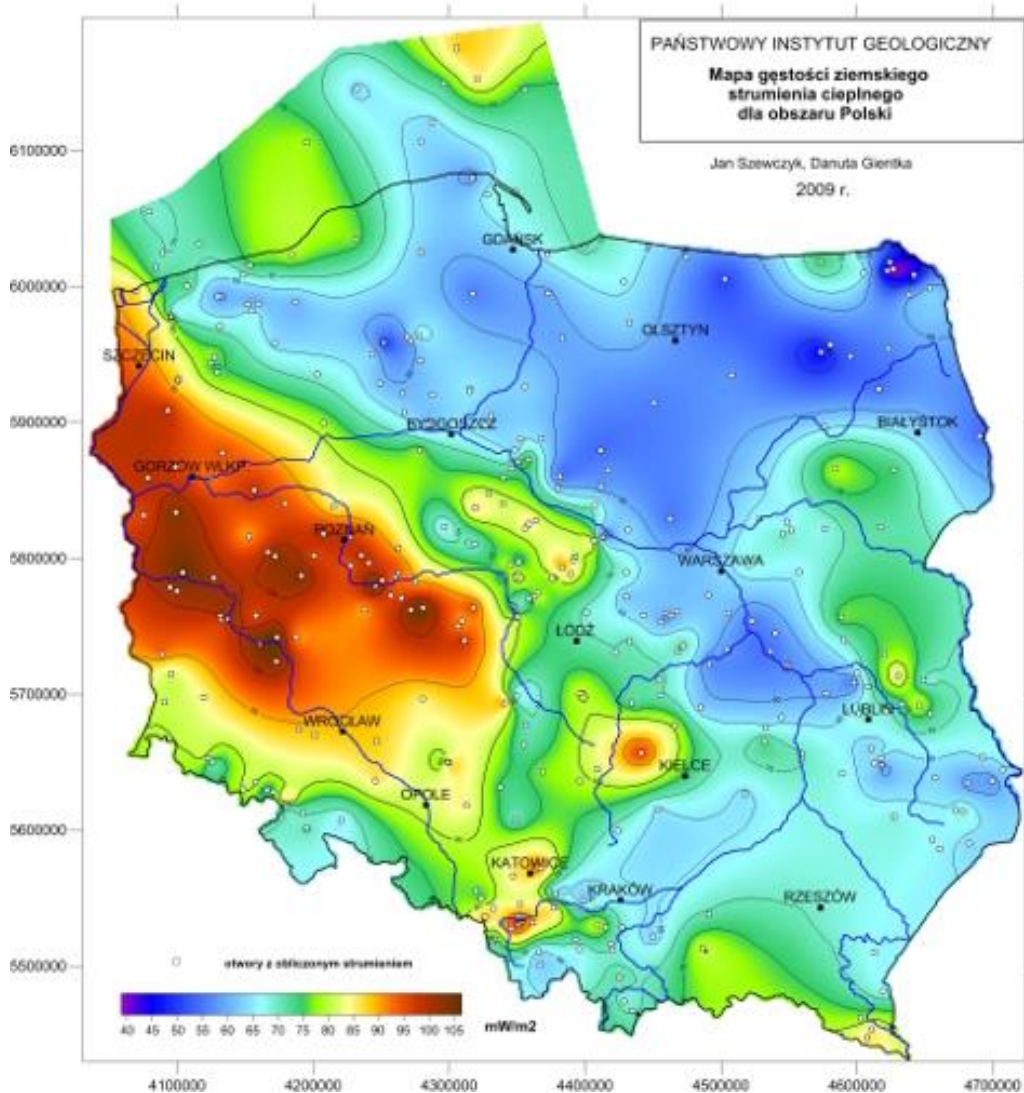 PAŃSTWOWY INSTYTUT GEOLOGICZNY
Mapa gęstości ziemskiego
strumienia cieplnego
dla obszaru Polski
Jan Szewczyk, Danuta Gientka
2009 r.
6100000
6000000
5900000
5800000
5700000
5600000
5500000
GDAŃSK
OLSZTYN
SZCZECIN
BYDGOSZCZ
BIAŁYSTOK
GORZÓW WLKP.
POZNAŃ
WARSZAWA
ŁÓDŹ
LUBLIN
WROCŁAW
KIELCE
OPOLE
KATOWICE
KRAKÓW
RZESZÓW
otwory z obliczonym strumieniem
40 45 50 55 60 65 70 75 80 85 90 95 100 105
mW/m2
4100000 4200000 4300000 4400000 4500000 4600000 4700000